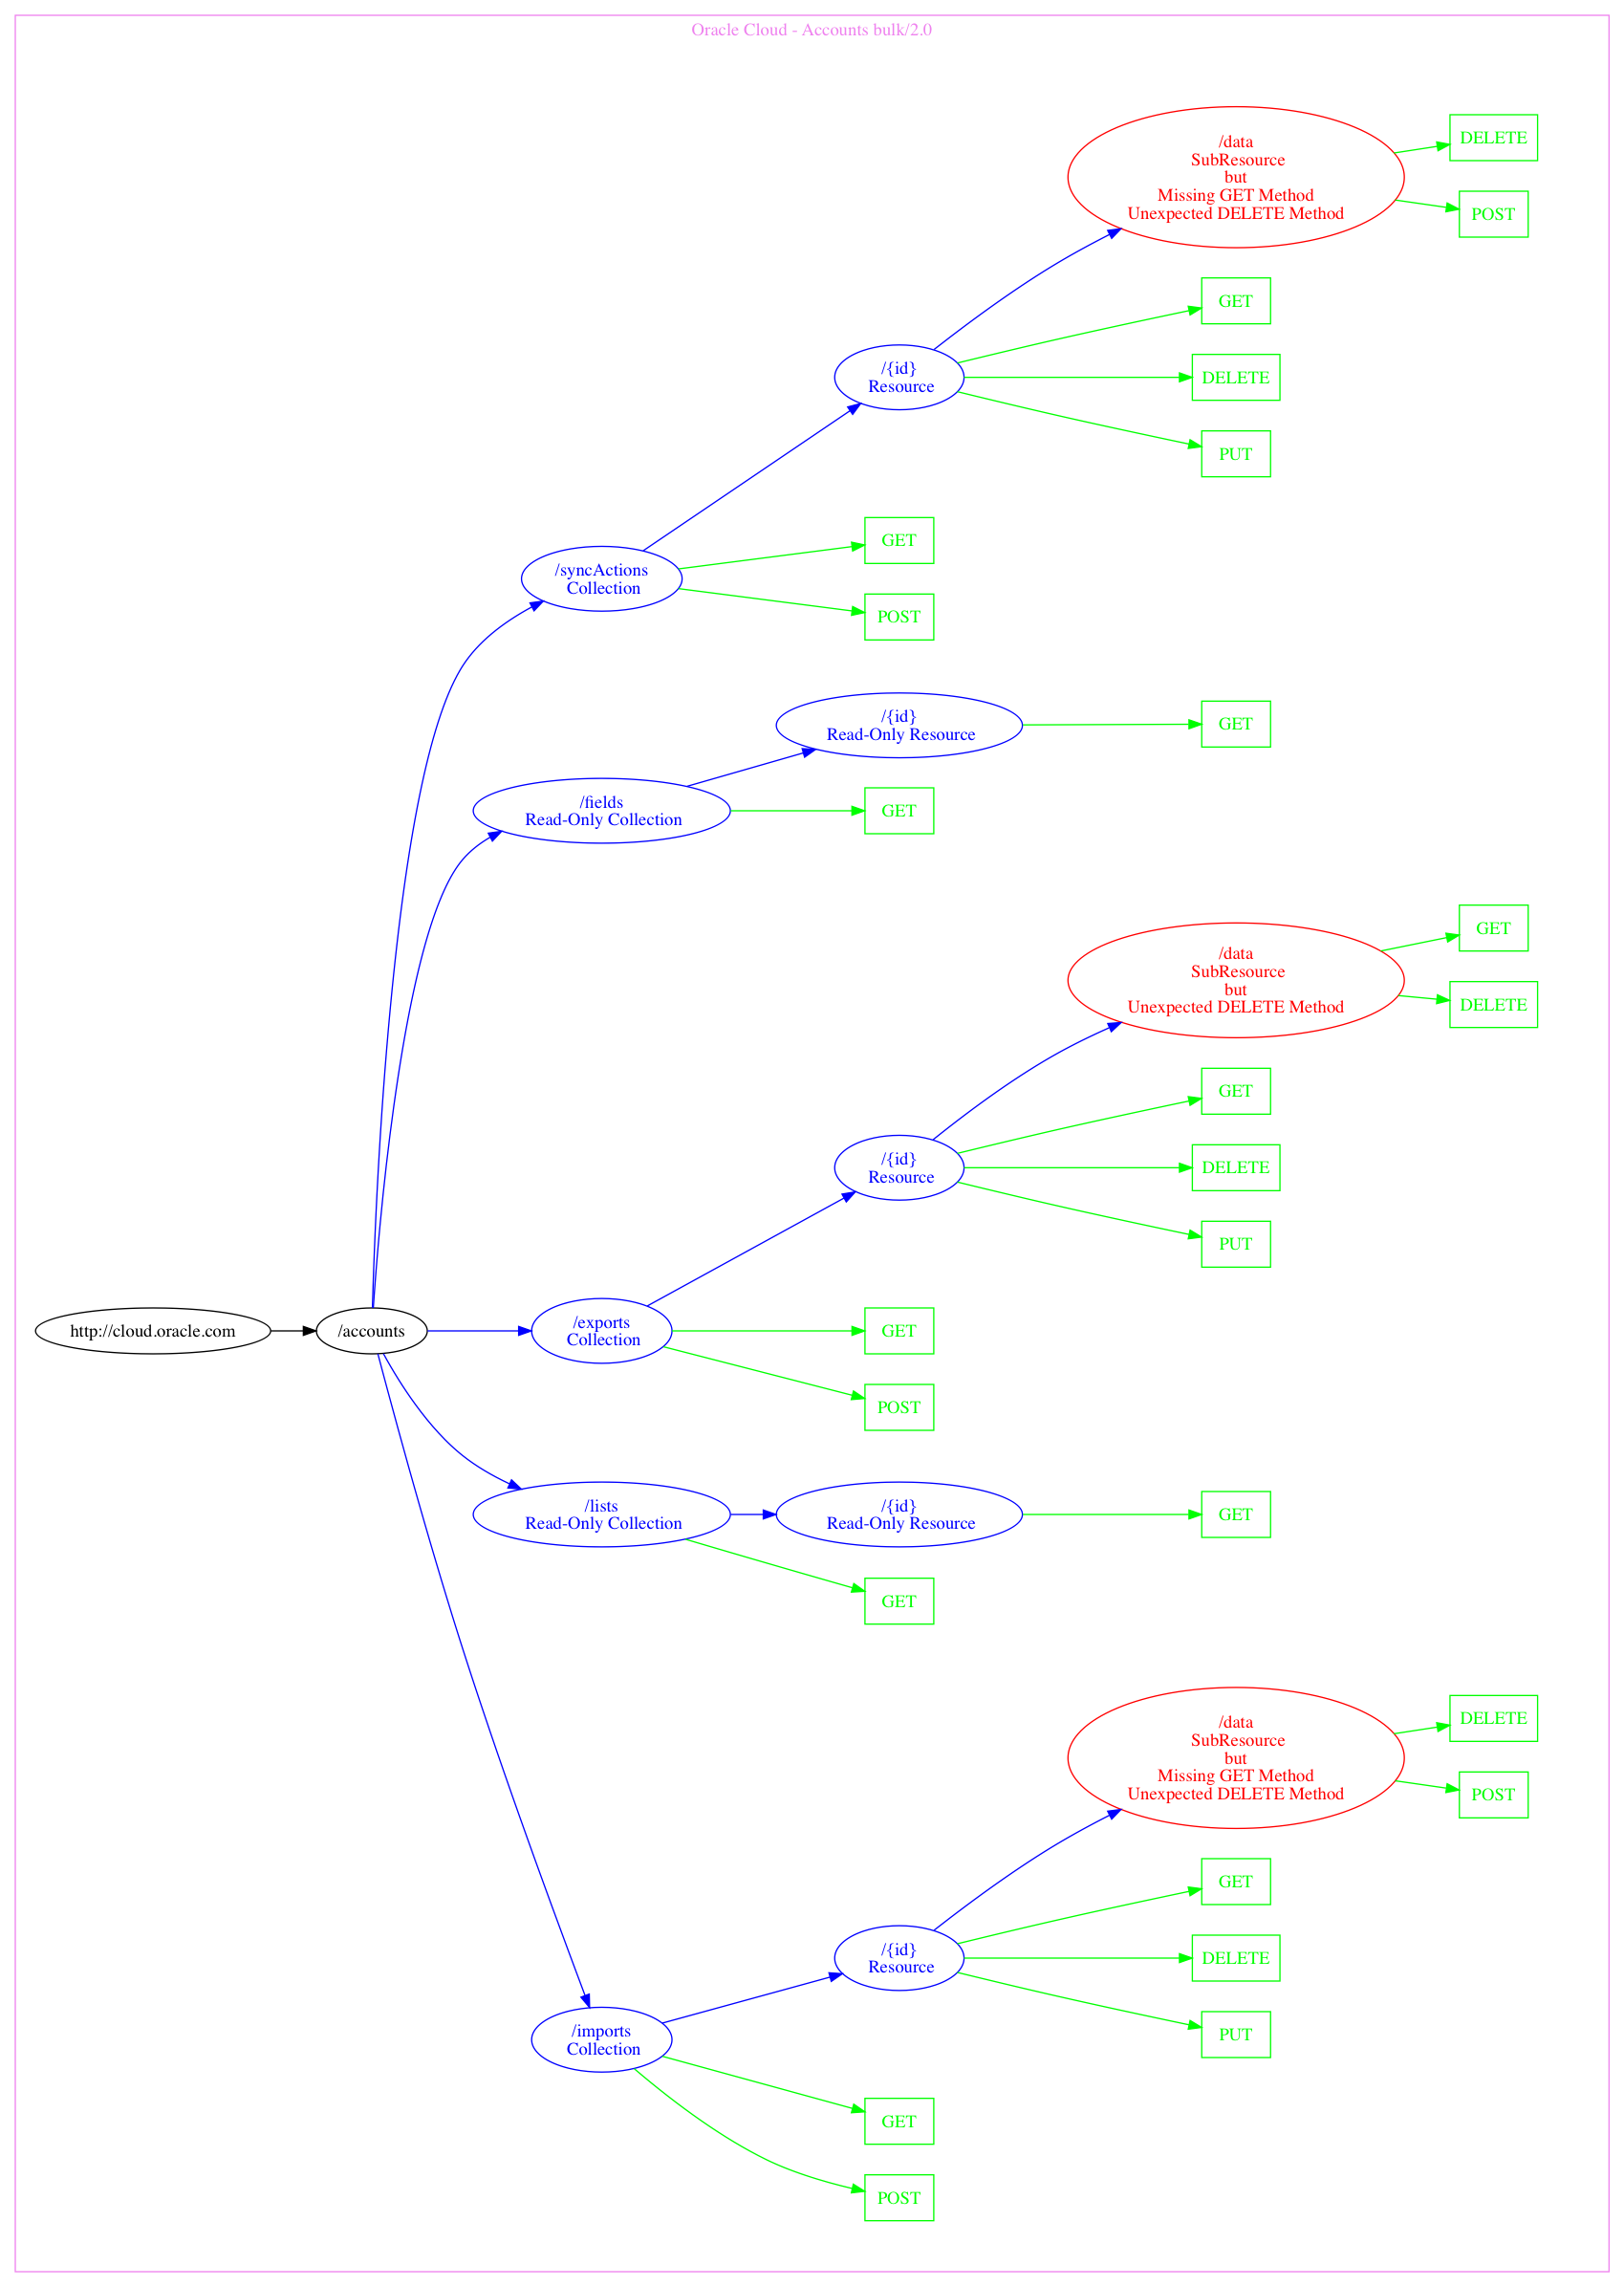 Oracle Cloud - Accounts bulk/2.0
/data
SubResource
but
Missing GET Method
Unexpected DELETE Method
DELETE
POST
GET
/{id}
Resource
DELETE
PUT
/syncActions
Collection
GET
POST
/{id}
Read-Only Resource
GET
/fields
Read-Only Collection
GET
/data
SubResource
but
Unexpected DELETE Method
GET
DELETE
GET
/{id}
Resource
DELETE
PUT
http://cloud.oracle.com
/accounts
/exports
Collection
GET
POST
/lists
Read-Only Collection
/{id}
Read-Only Resource
GET
GET
/data
SubResource
but
Missing GET Method
Unexpected DELETE Method
DELETE
POST
GET
/{id}
Resource
DELETE
PUT
/imports
Collection
GET
POST